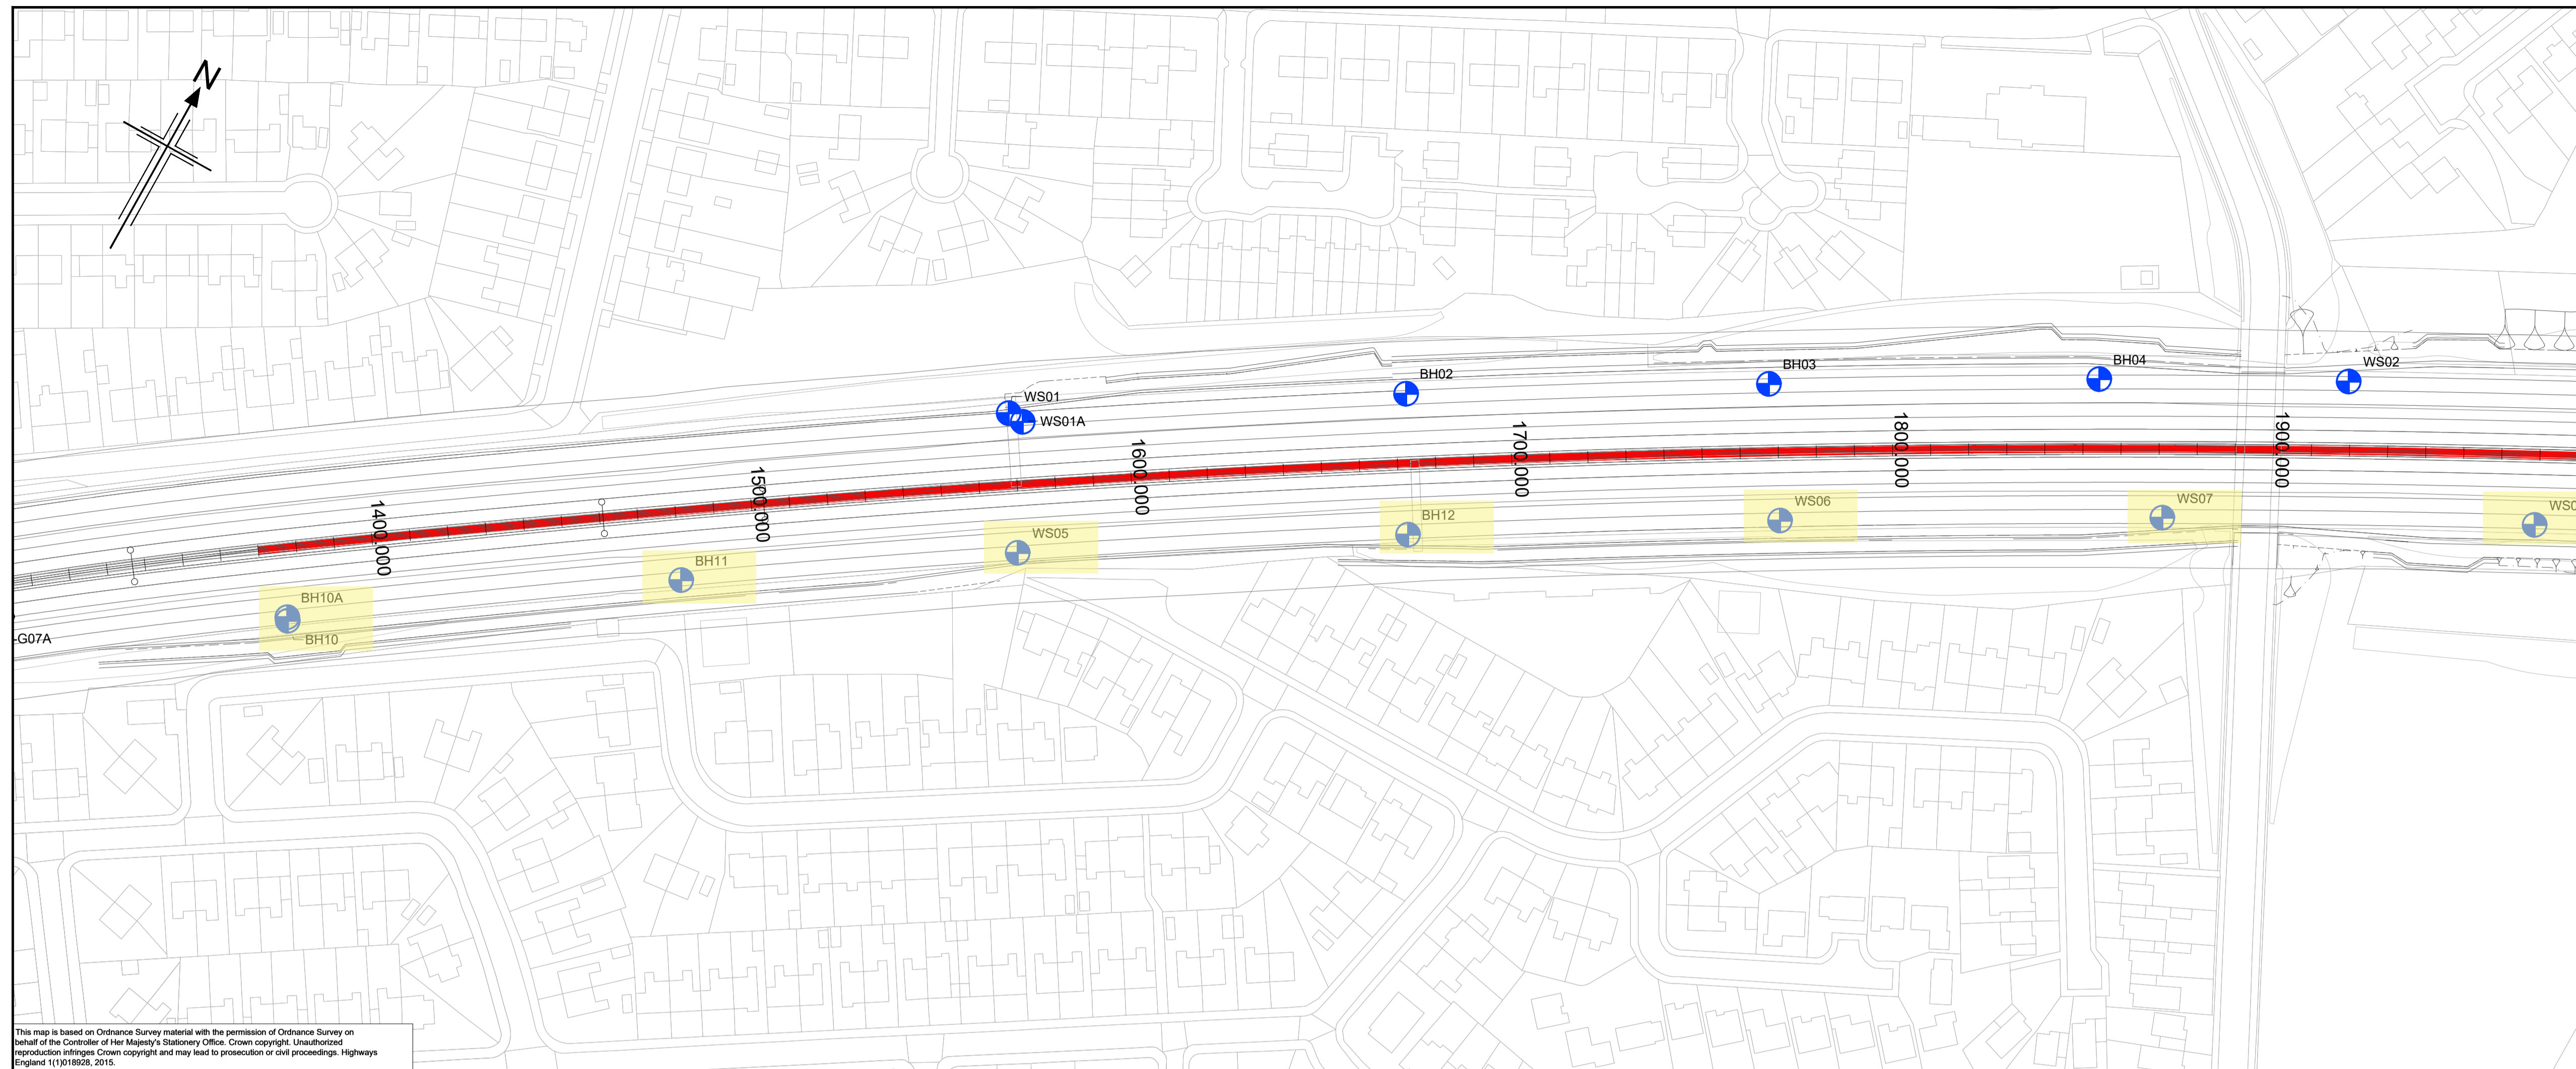 N
BH02
BH03
BH04
WS02
WS01
WS01A
1400.000
1500.000
1600.000
1700.000
1800.000
1900.000
BH10A
BH10
BH11
WS05
BH12
WS06
WS07
WS0
-G07A
This map is based on Ordnance Survey material with the permission of Ordnance Survey on
behalf of the Controller of Her Majesty's Stationery Office. Crown copyright. Unauthorized
reproduction infringes Crown copyright and may lead to prosecution or civil proceedings. Highways
England 1(1)018928, 2015.